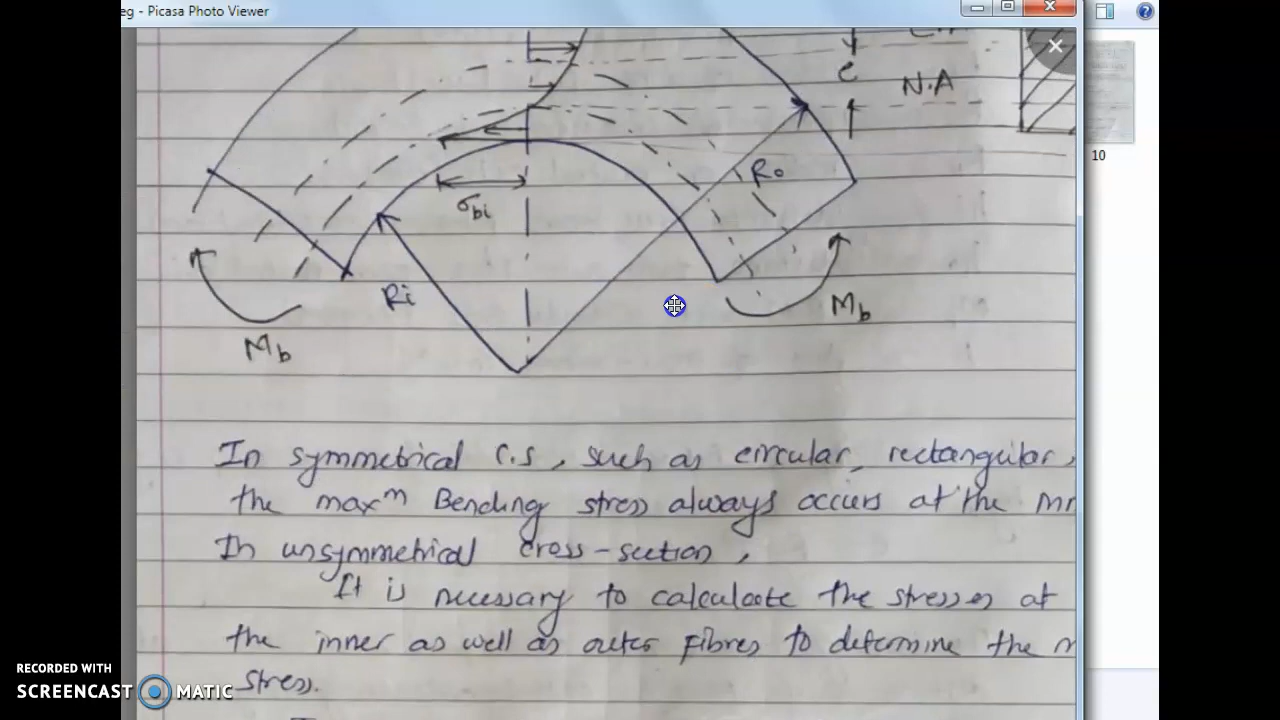 eg - Picasa Photo Viewer
e
N.A
10
Ro
σbi
Ri
Mb
Mb
In symmetrical C.S, such as circular, rectangular,
the maxm Bending stress always occurs at the
In unsymmetrical cross-section,
It is necessary to calculate the stresses at
the inner as well as outer fibres to determine the
stress.
RECORDED WITH
SCREENCAST MATIC